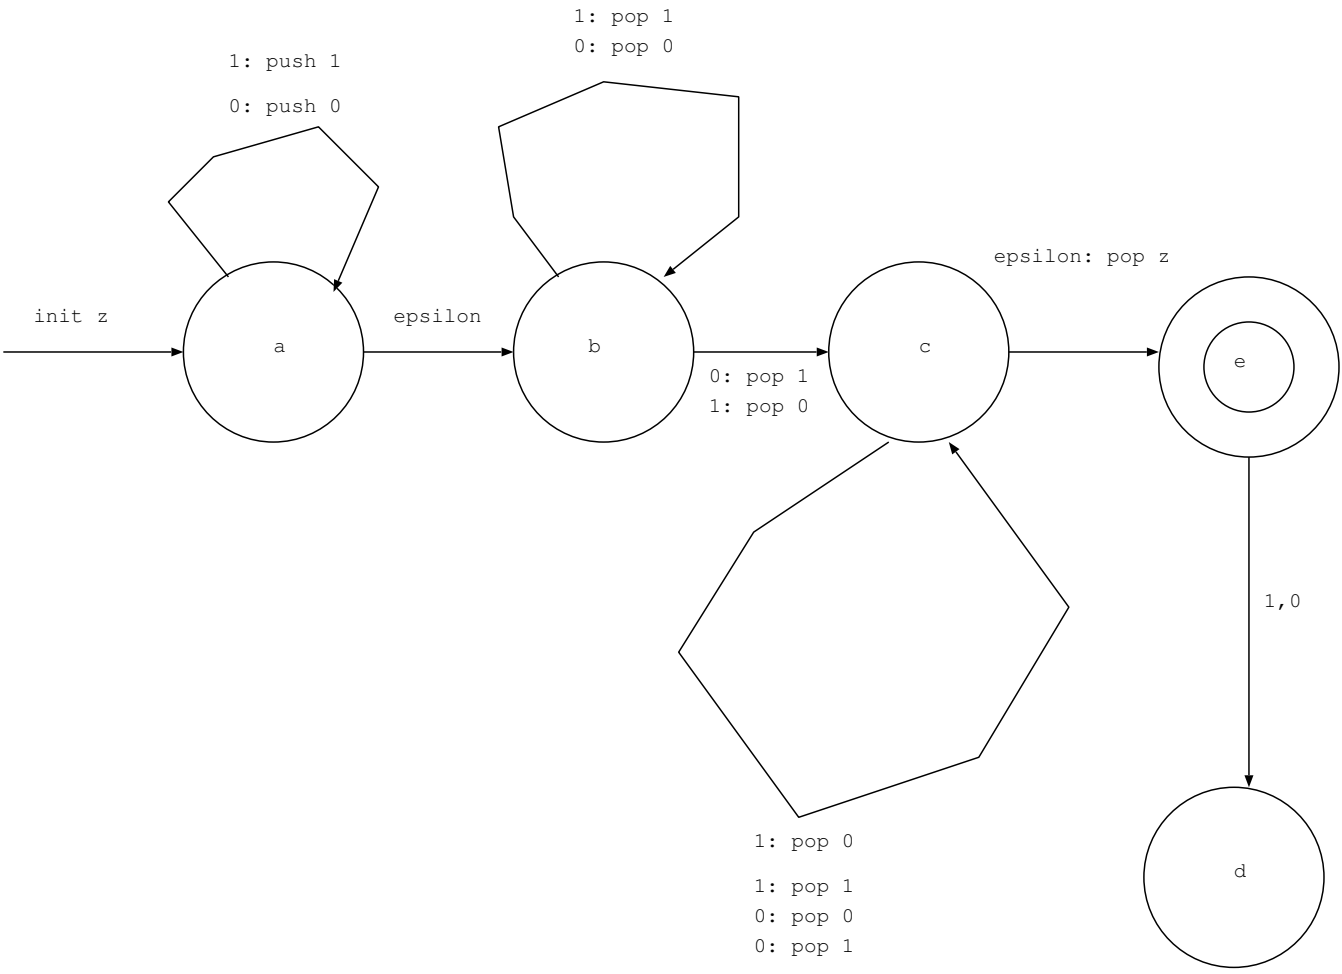 1: pop 1
0: pop 0
1: push 1
0: push 0
epsilon: pop z
init z
epsilon
a
b
c
e
0: pop 1
1: pop 0
1,0
1: pop 0
1: pop 1
0: pop 0
0: pop 1
d